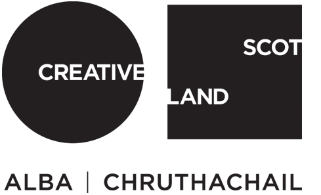 CREATIVE
SCOT
LAND
ALBA | CHRUTHACHAIL